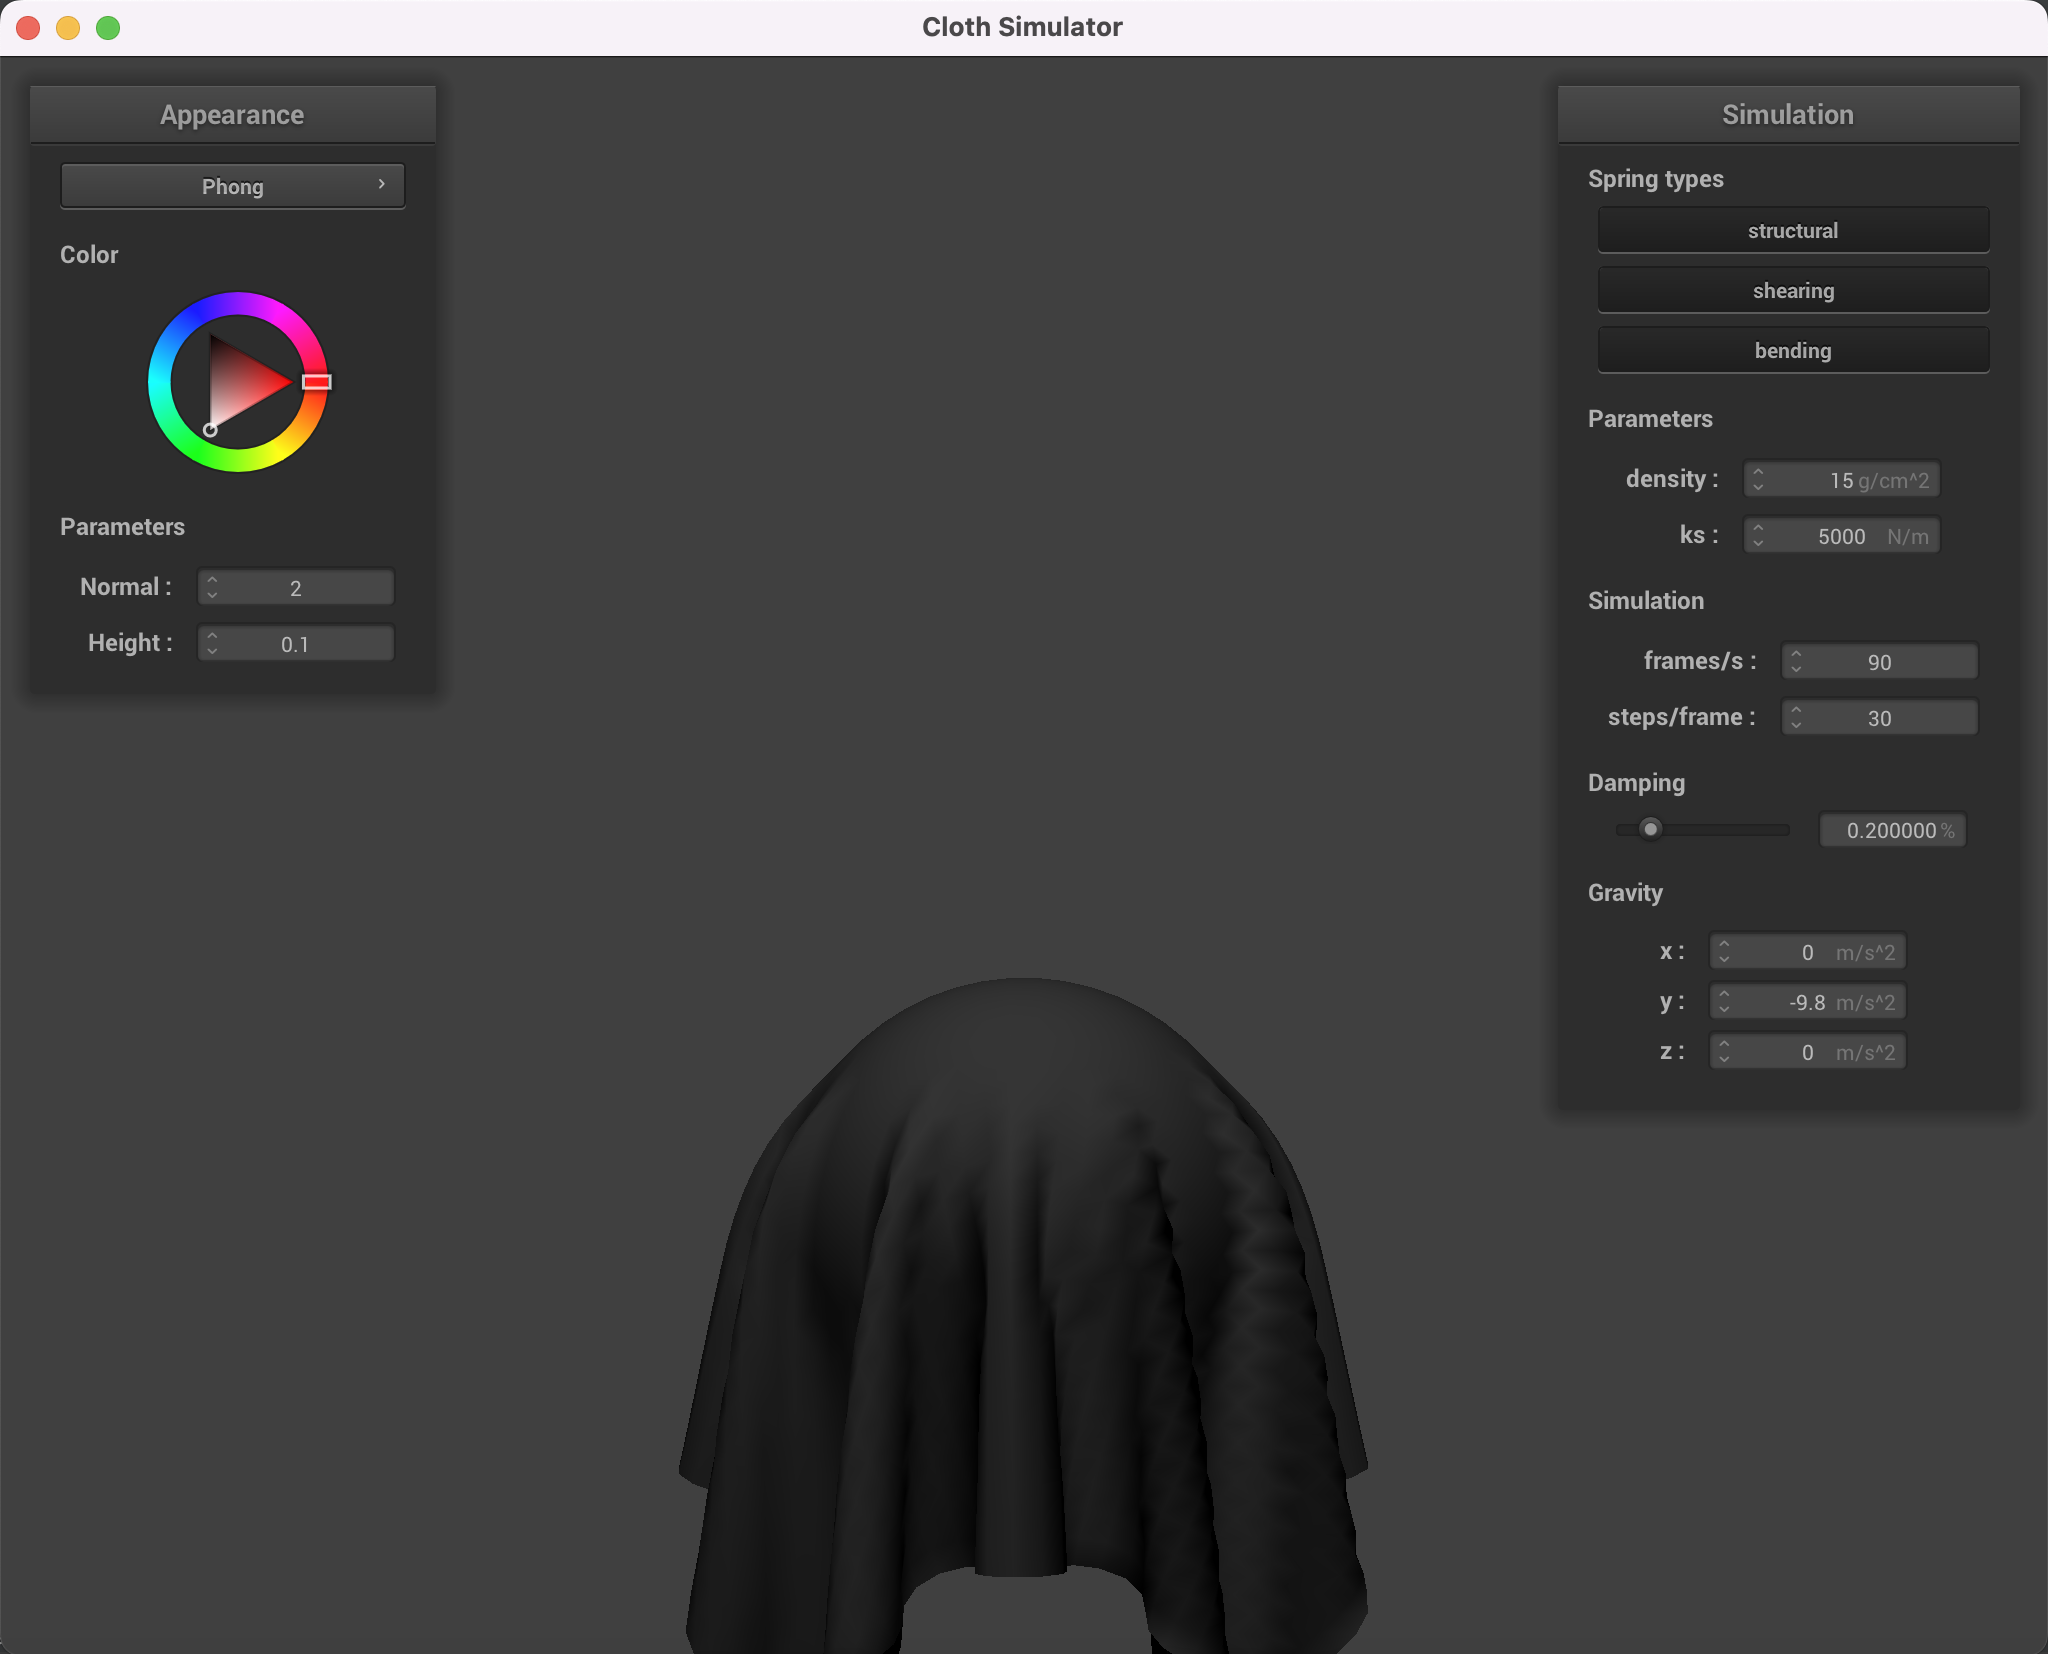 Cloth Simulator
Appearance
Phong
Color
Parameters
Normal : 2
Height : 0.1
Simulation
Spring types
structural
shearing
bending
Parameters
density : 15 g/cm^2
ks : 5000 N/m
Simulation
frames/s : 90
steps/frame : 30
Damping
0.200000 %
Gravity
x : 0 m/s^2
y : -9.8 m/s^2
z : 0 m/s^2